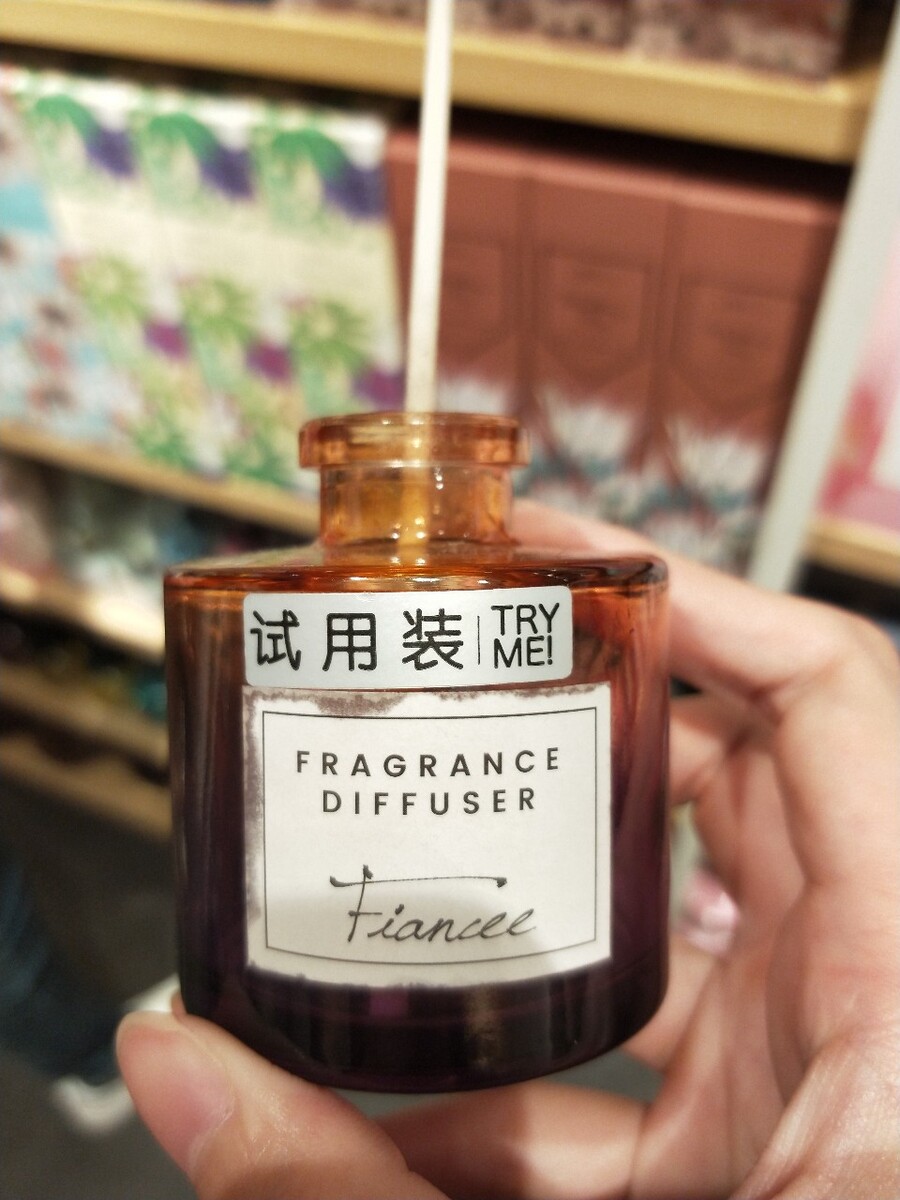 试用装 TRY ME!
FRAGRANCE
DIFFUSER
Fiancee